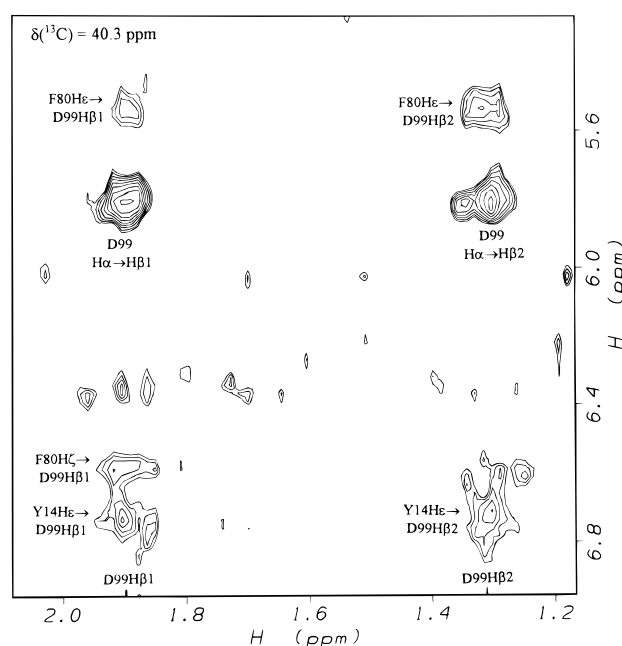 δ(¹³C) = 40.3 ppm
F80Hε→
D99Hβ1
F80Hε→
D99Hβ2
5.6
D99
Hα→Hβ1
D99
Hα→Hβ2
6.0
H (ppm)
6.4
F80Hζ→
D99Hβ1
Y14Hε→
D99Hβ1
Y14Hε→
D99Hβ2
6.8
D99Hβ1
D99Hβ2
2.0 1.8 1.6 1.4 1.2
H (ppm)